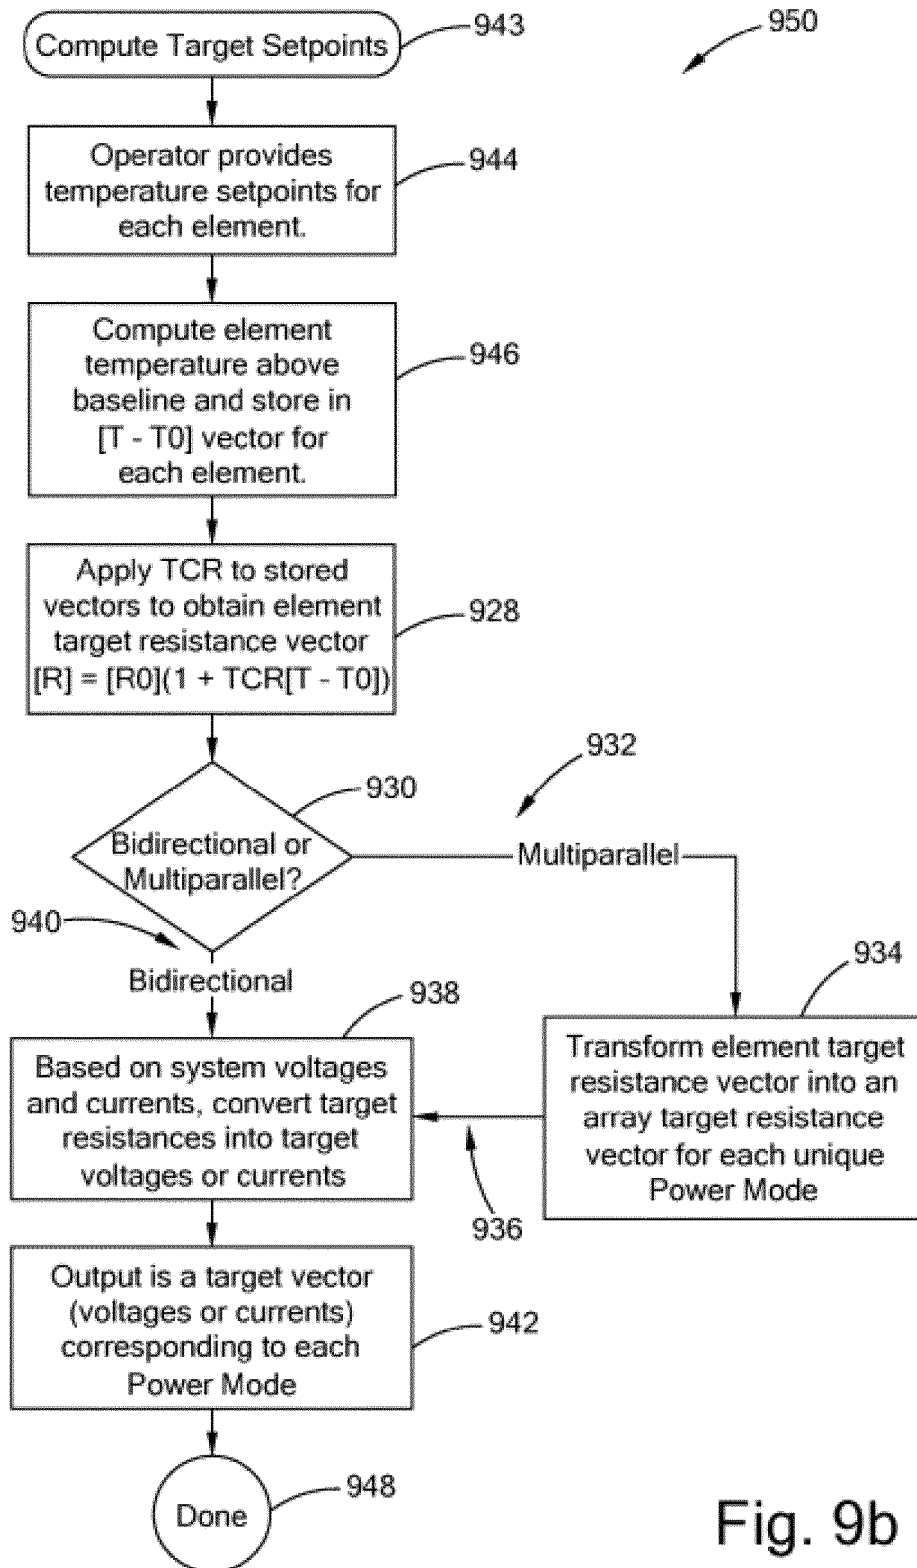 Compute Target Setpoints
943
950
Operator provides
temperature setpoints for
each element.
944
Compute element
temperature above
baseline and store in
[T - T0] vector for
each element.
946
Apply TCR to stored
vectors to obtain element
target resistance vector
[R] = [R0](1 + TCR[T - T0])
928
932
930
Bidirectional or
Multiparallel?
Multiparallel
940
Bidirectional
934
938
Based on system voltages
and currents, convert target
resistances into target
voltages or currents
Transform element target
resistance vector into an
array target resistance
vector for each unique
Power Mode
936
Output is a target vector
(voltages or currents)
corresponding to each
Power Mode
942
Done
948
Fig. 9b